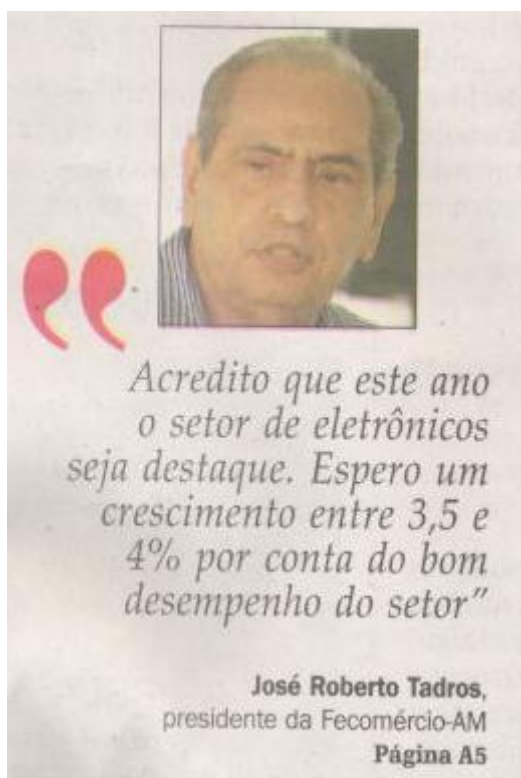 Acredito que este ano
o setor de eletrônicos
seja destaque. Espero um
crescimento entre 3,5 e
4% por conta do bom
desempenho do setor”
José Roberto Tadros,
presidente da Fecomércio-AM
Página A5